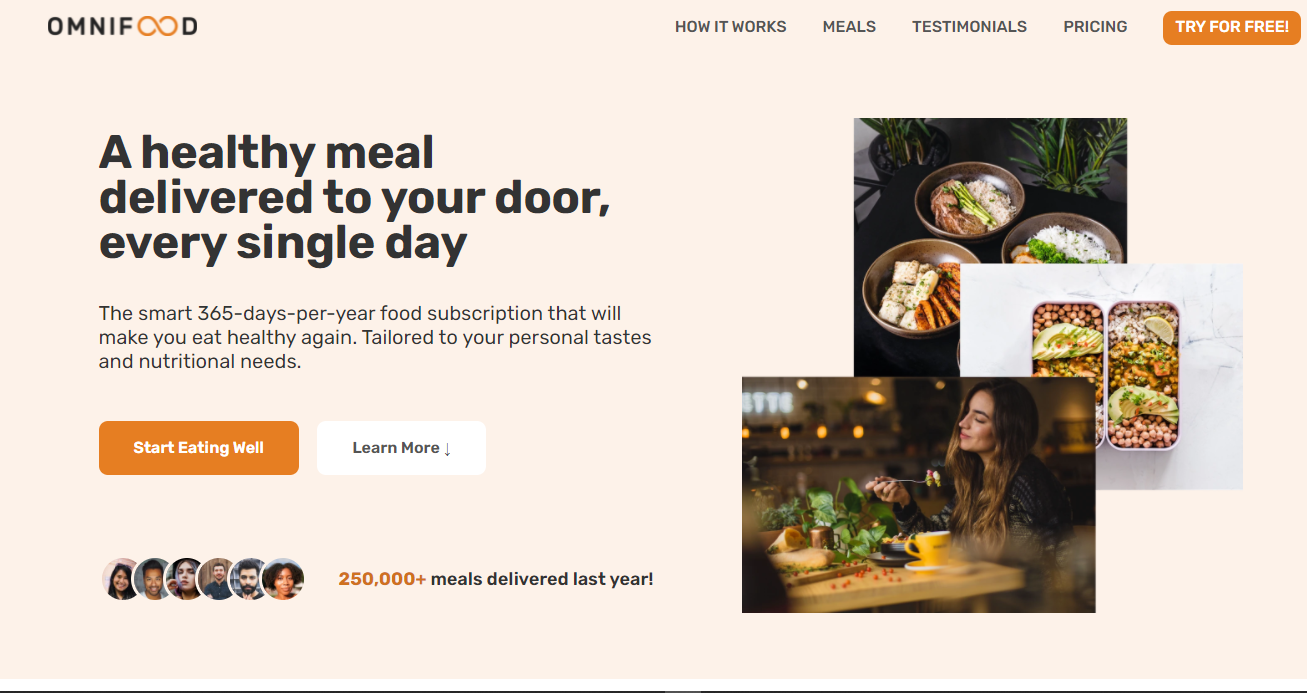 OMNIFOOD
HOW IT WORKS
MEALS
TESTIMONIALS
PRICING
TRY FOR FREE!
A healthy meal
delivered to your door,
every single day
The smart 365-days-per-year food subscription that will
make you eat healthy again. Tailored to your personal tastes
and nutritional needs.
Start Eating Well
Learn More ↓
250,000+ meals delivered last year!